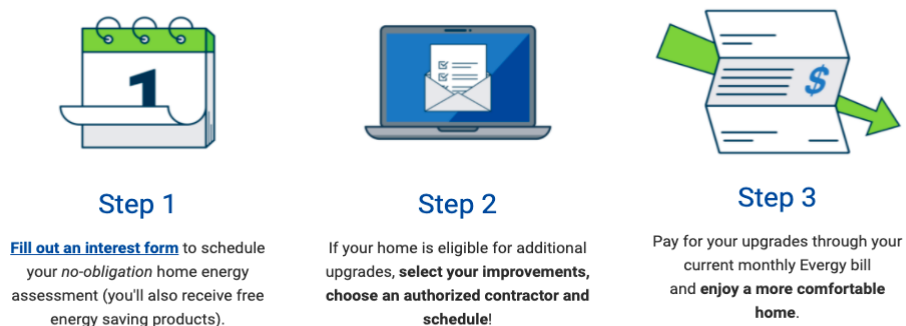 1
$
Step 1
Fill out an interest form to schedule
your no-obligation home energy
assessment (you'll also receive free
energy saving products).
Step 2
If your home is eligible for additional
upgrades, select your improvements,
choose an authorized contractor and
schedule!
Step 3
Pay for your upgrades through your
current monthly Evergy bill
and enjoy a more comfortable
home.